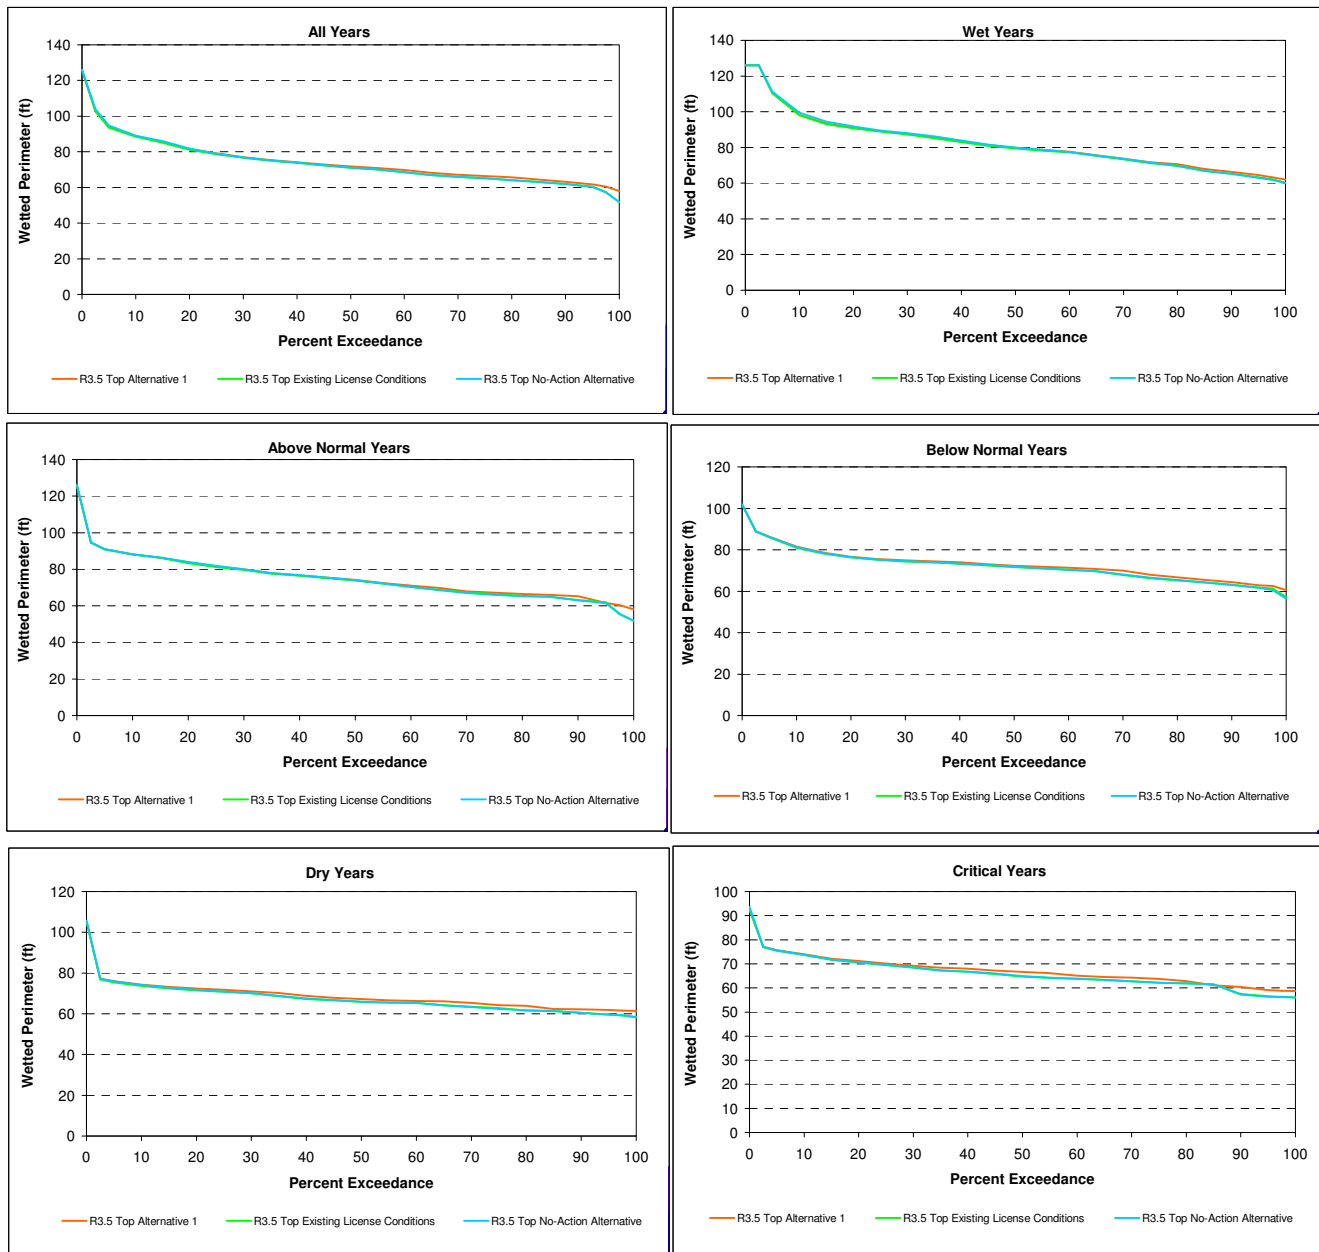 All Years
Wetted Perimeter (ft)
140
120
100
80
60
40
20
0
0 10 20 30 40 50 60 70 80 90 100
Percent Exceedance
R3.5 Top Alternative 1 R3.5 Top Existing License Conditions R3.5 Top No-Action Alternative
Wet Years
Wetted Perimeter (ft)
140
120
100
80
60
40
20
0
0 10 20 30 40 50 60 70 80 90 100
Percent Exceedance
R3.5 Top Alternative 1 R3.5 Top Existing License Conditions R3.5 Top No-Action Alternative
Above Normal Years
Wetted Perimeter (ft)
140
120
100
80
60
40
20
0
0 10 20 30 40 50 60 70 80 90 100
Percent Exceedance
R3.5 Top Alternative 1 R3.5 Top Existing License Conditions R3.5 Top No-Action Alternative
Below Normal Years
Wetted Perimeter (ft)
120
100
80
60
40
20
0
0 10 20 30 40 50 60 70 80 90 100
Percent Exceedance
R3.5 Top Alternative 1 R3.5 Top Existing License Conditions R3.5 Top No-Action Alternative
Dry Years
Wetted Perimeter (ft)
120
100
80
60
40
20
0
0 10 20 30 40 50 60 70 80 90 100
Percent Exceedance
R3.5 Top Alternative 1 R3.5 Top Existing License Conditions R3.5 Top No-Action Alternative
Critical Years
Wetted Perimeter (ft)
100
90
80
70
60
50
40
30
20
10
0
0 10 20 30 40 50 60 70 80 90 100
Percent Exceedance
R3.5 Top Alternative 1 R3.5 Top Existing License Conditions R3.5 Top No-Action Alternative